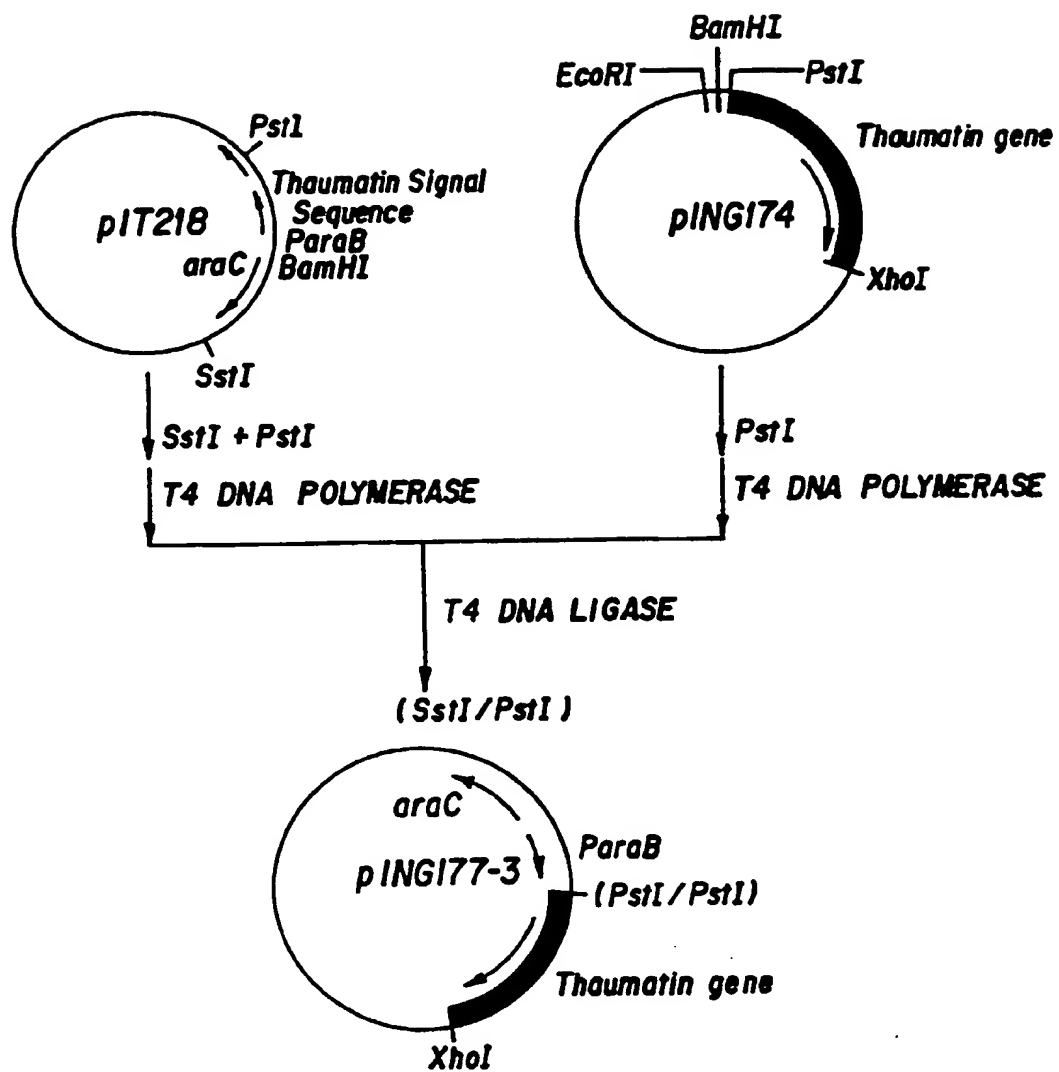 BamHI
EcoRI
PstI
PstI
Thaumatin gene
Thaumatin Signal
Sequence
pIT218
ParaB
araC
BamHI
pING174
XhoI
SstI
SstI + PstI
PstI
T4 DNA POLYMERASE
T4 DNA POLYMERASE
T4 DNA LIGASE
(SstI/PstI)
araC
ParaB
pING177-3
(PstI/PstI)
Thaumatin gene
XhoI